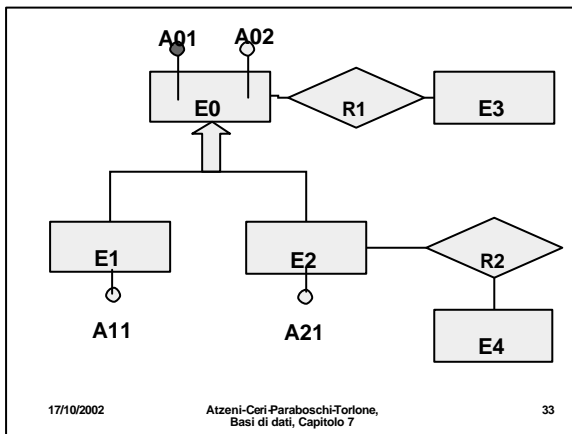 A01 A02
E0 R1 E3
E1 E2 R2
A11 A21 E4
17/10/2002 Atzeni-Ceri-Paraboschi-Torlone, 33
Basi di dati, Capitolo 7